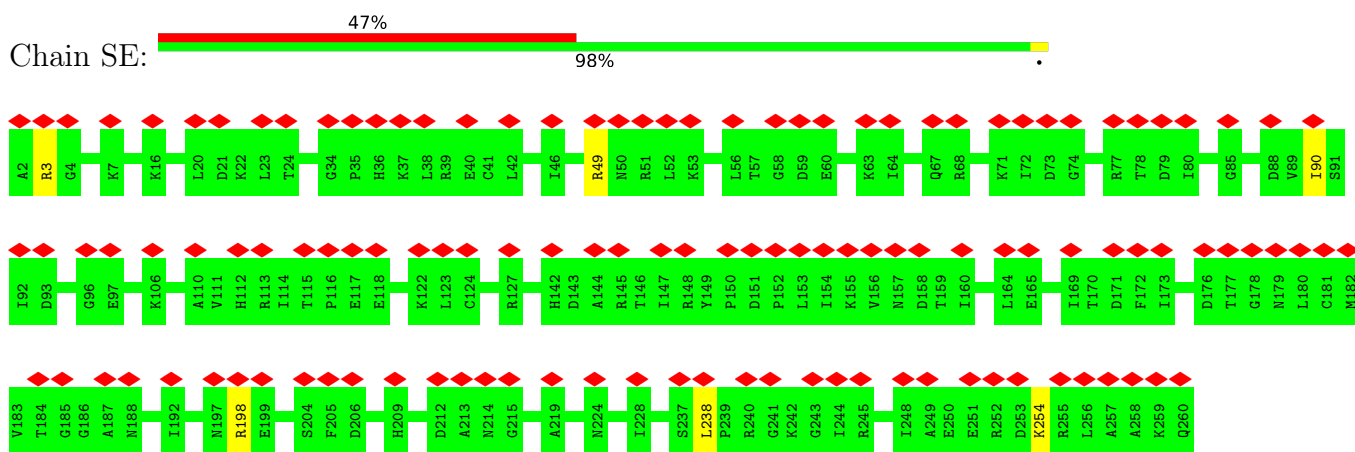 47%
Chain SE:
98% •
A2 R3 G4 K7 K16 L20 D21 K22 L23 T24 G34 P35 H36 K37 L38 R39 E40 C41 L42 I46 R49 N50 R51 L52 K53 L56 T57 G58 D59 E60 K63 I64 Q67 R68 K71 I72 D73 G74 R77 T78 D79 I80 G85 D88 V89 I90 S91
I92 D93 G96 E97 K106 A110 V111 H112 R113 I114 T115 P116 E117 E118 K122 L123 C124 R127 H142 D143 A144 R145 T146 I147 R148 Y149 P150 D151 P152 L153 I154 K155 V156 N157 D158 T159 I160 L164 E165 I169 T170 D171 F172 I173 D176 T177 G178 N179 L180 C181 M182
V183 T184 G185 G186 A187 N188 I192 N197 R198 E199 S204 F205 D206 H209 D212 A213 N214 G215 A219 N224 I228 S237 L238 P239 R240 G241 K242 G243 I244 R245 I248 A249 E250 E251 R252 D253 K254 R255 L256 A257 A258 K259 Q260